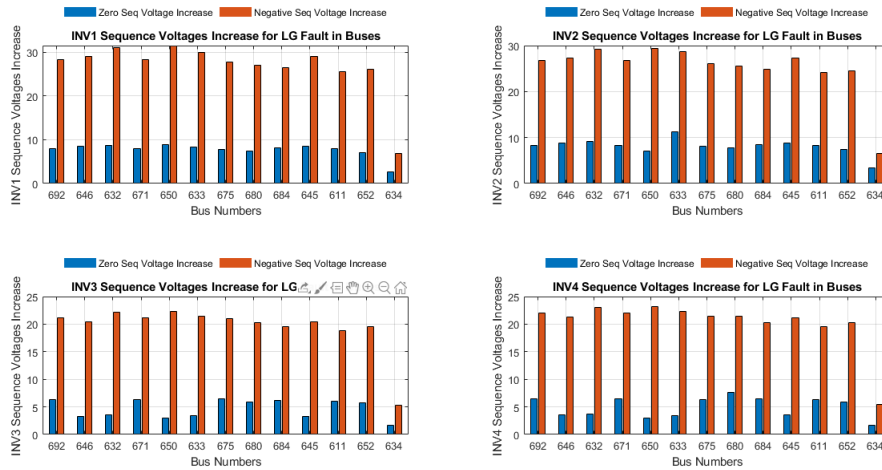 Zero Seq Voltage Increase Negative Seq Voltage Increase
INV1 Sequence Voltages Increase for LG Fault in Buses
INV1 Sequence Voltages Increase
30
20
10
0
692 646 632 671 650 633 675 680 684 645 611 652 634
Bus Numbers
Zero Seq Voltage Increase Negative Seq Voltage Increase
INV2 Sequence Voltages Increase for LG Fault in Buses
INV2 Sequence Voltages Increase
30
20
10
0
692 646 632 671 650 633 675 680 684 645 611 652 634
Bus Numbers
Zero Seq Voltage Increase Negative Seq Voltage Increase
INV3 Sequence Voltages Increase for LG
INV3 Sequence Voltages Increase
25
20
15
10
5
0
692 646 632 671 650 633 675 680 684 645 611 652 634
Bus Numbers
Zero Seq Voltage Increase Negative Seq Voltage Increase
INV4 Sequence Voltages Increase for LG Fault in Buses
INV4 Sequence Voltages Increase
25
20
15
10
5
0
692 646 632 671 650 633 675 680 684 645 611 652 634
Bus Numbers